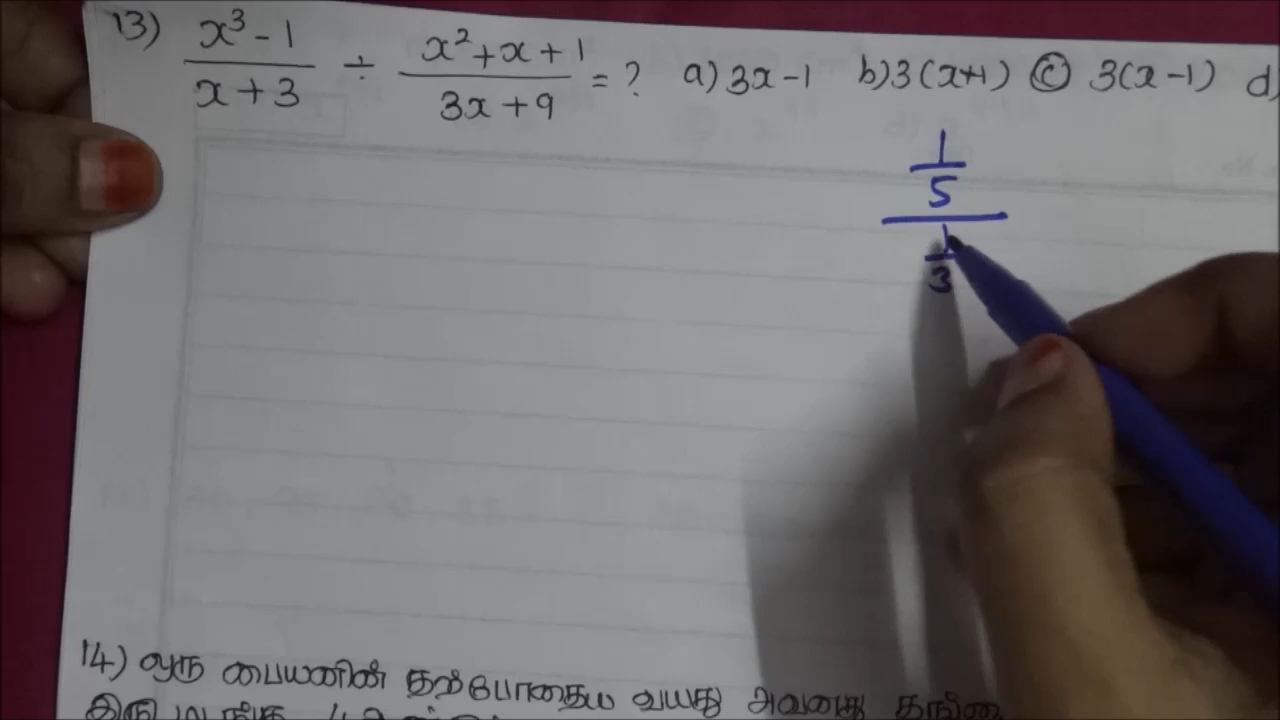 13) x³ - 1 / x + 3 ÷ x² + x + 1 / 3x + 9 = ? a) 3x - 1 b) 3(x+1) c) 3(x - 1) d)
1/5
1/3
14) ஒரு பையனின் தற்போதைய வயது அவனது தங்கை